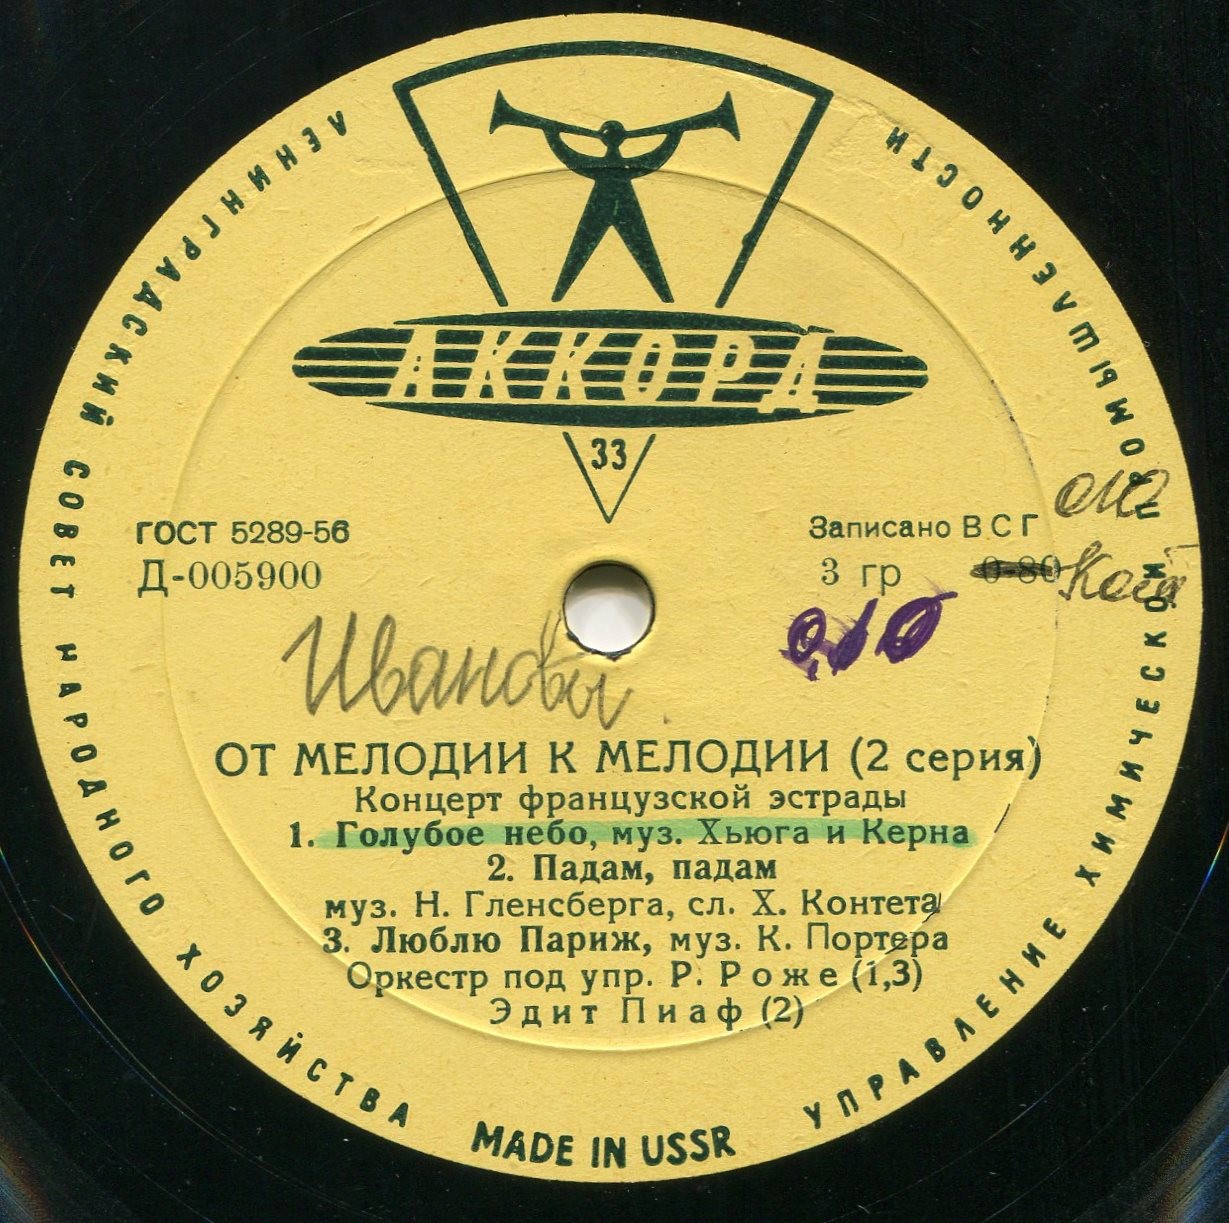 ЛЕНИНГРАДСКИЙ СОВЕТ НАРОДНОГО ХОЗЯЙСТВА
УПРАВЛЕНИЕ ХИМИЧЕСКОЙ ПРОМЫШЛЕННОСТИ
АККОРД
33
ГОСТ 5289-56
Записано ВСГ
Д-005900
3 гр 0-80
Ивановы.
ОТ МЕЛОДИИ К МЕЛОДИИ (2 серия)
Концерт французской эстрады
1. Голубое небо, муз. Хьюга и Керна
2. Падам, падам
муз. Н. Гленсберга, сл. Х. Контета
3. Люблю Париж, муз. К. Портера
Оркестр под упр. Р. Роже (1,3)
Эдит Пиаф (2)
MADE IN USSR